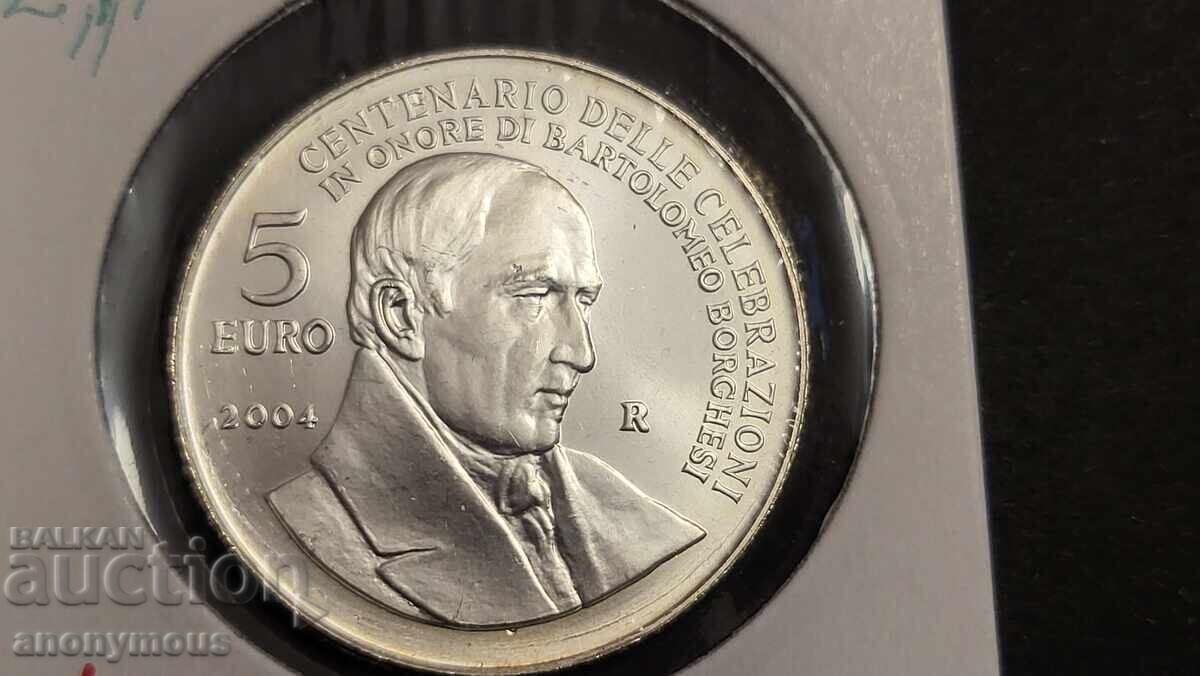 CENTENARIO DELLE CELEBRAZIONI
IN ONORE DI BARTOLOMEO BORGHESI
5
EURO
2004
R
BALKAN
auction
anonymous